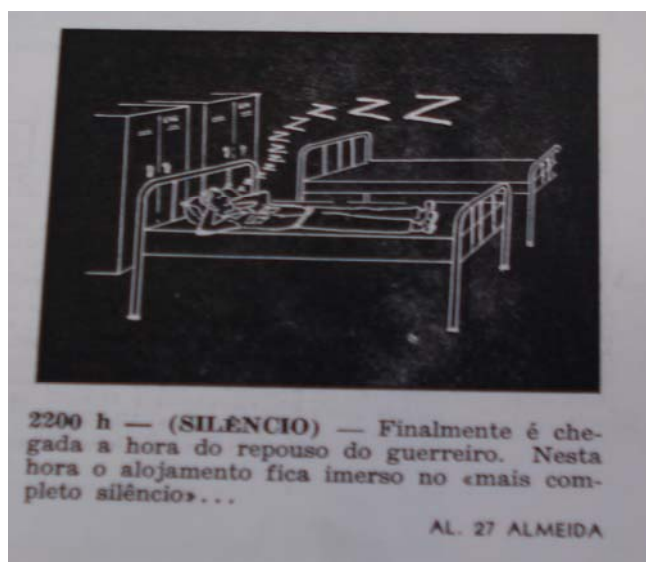 z z z z z z z Z Z Z Z
2200 h — (SILÊNCIO) — Finalmente é che-
gada a hora do repouso do guerreiro. Nesta
hora o alojamento fica imerso no «mais com-
pleto silêncio»...
AL. 27 ALMEIDA